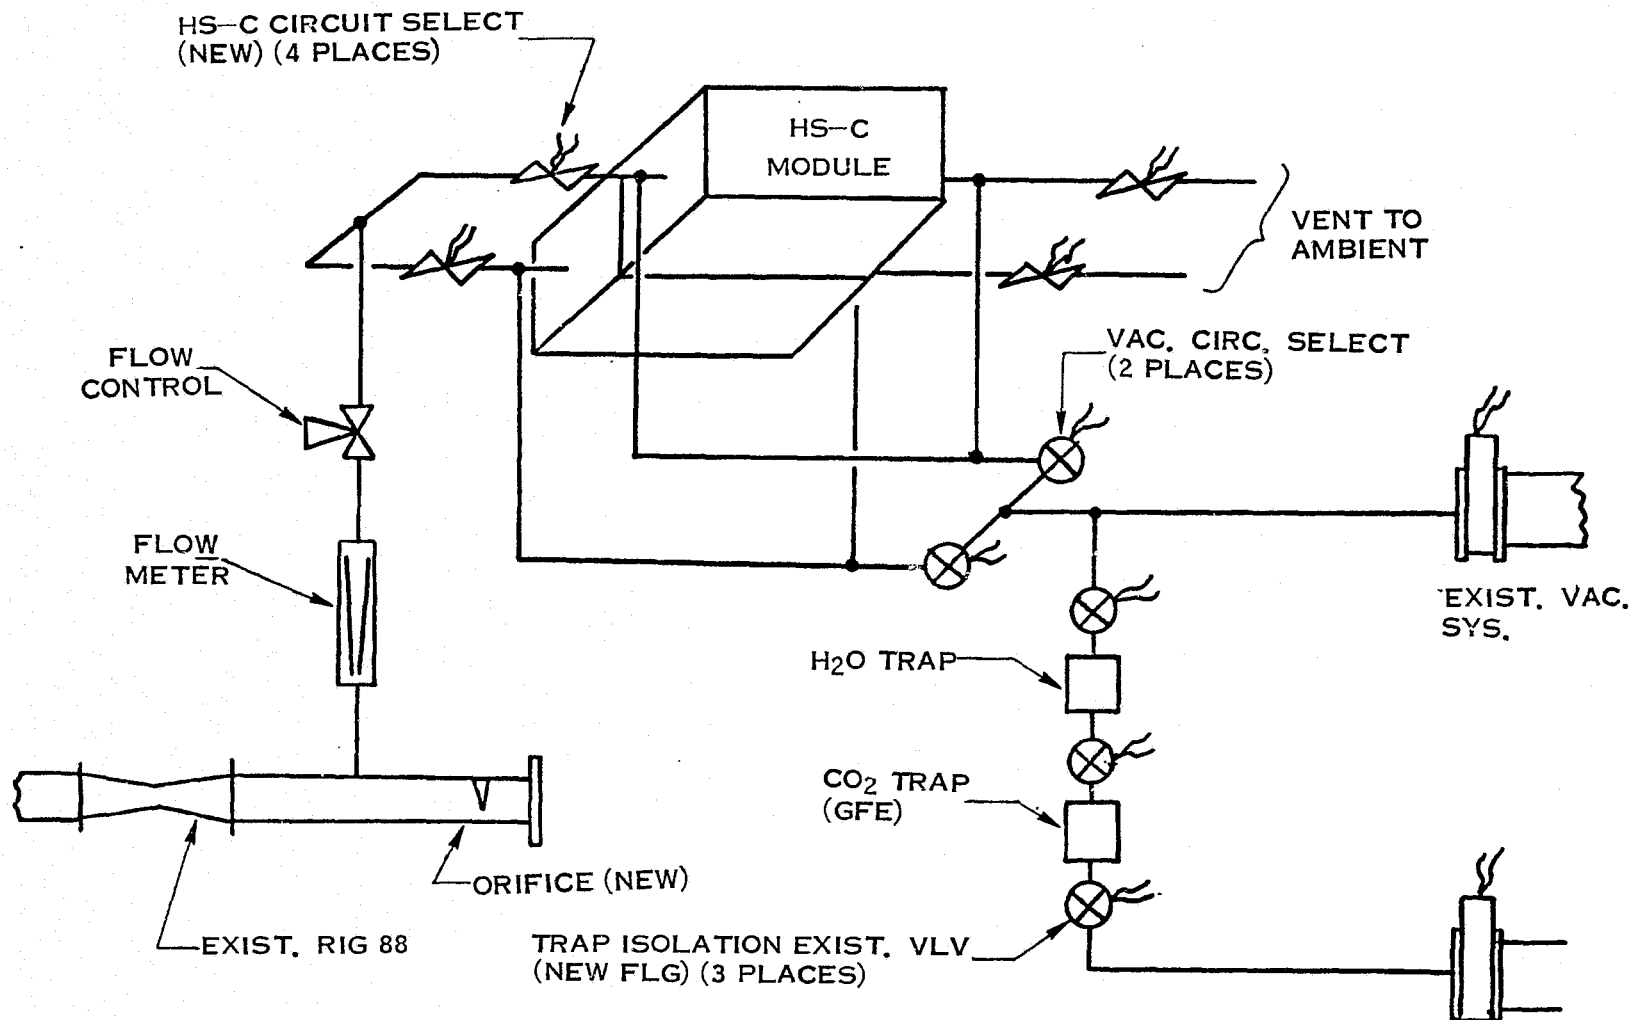 HS-C CIRCUIT SELECT
(NEW) (4 PLACES)
HS-C
MODULE
VENT TO
AMBIENT
VAC. CIRC. SELECT
(2 PLACES)
FLOW
CONTROL
FLOW
METER
EXIST. VAC.
SYS.
H2O TRAP
CO2 TRAP
(GFE)
ORIFICE (NEW)
EXIST. RIG 88
TRAP ISOLATION EXIST. VLV
(NEW FLG) (3 PLACES)